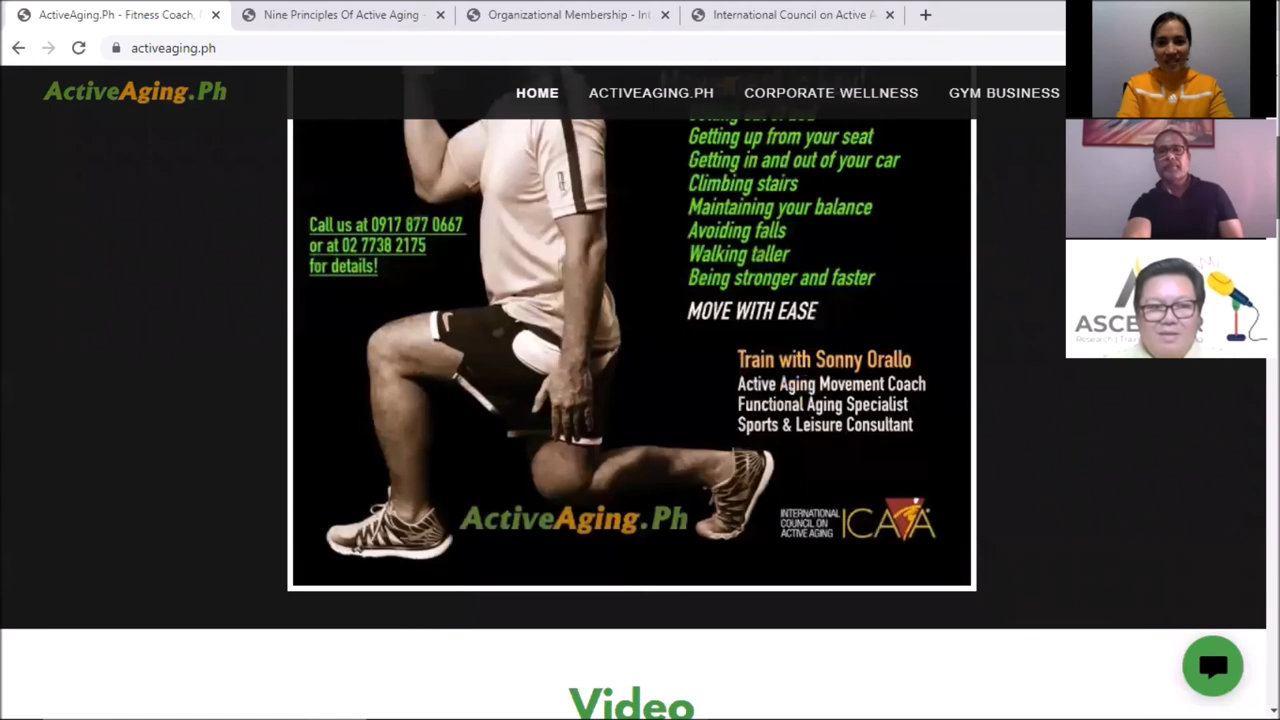 ActiveAging.Ph - Fitness Coach,
Nine Principles Of Active Aging -
Organizational Membership - In
International Council on Active A
activeaging.ph
ActiveAging.Ph
HOME
ACTIVEAGING.PH
CORPORATE WELLNESS
GYM BUSINESS
Getting up from your seat
Getting in and out of your car
Climbing stairs
Maintaining your balance
Avoiding falls
Walking taller
Being stronger and faster
MOVE WITH EASE
Call us at 0917 877 0667
or at 02 7738 2175
for details!
Train with Sonny Orallo
Active Aging Movement Coach
Functional Aging Specialist
Sports & Leisure Consultant
ActiveAging.Ph
INTERNATIONAL
COUNCIL ON
ACTIVE AGING
ICAA
Video
ASCE
Research | Trai